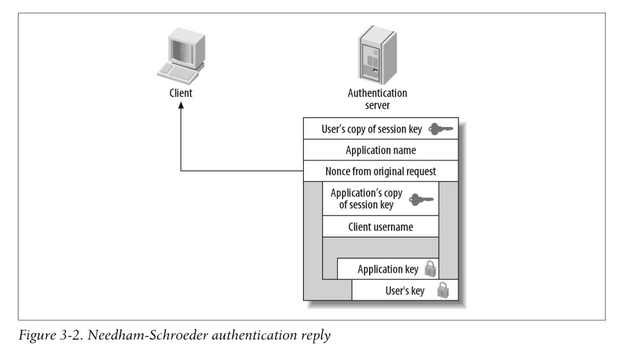 Client
Authentication
server
User's copy of session key
Application name
Nonce from original request
Application's copy
of session key
Client username
Application key
User's key
Figure 3-2. Needham-Schroeder authentication reply